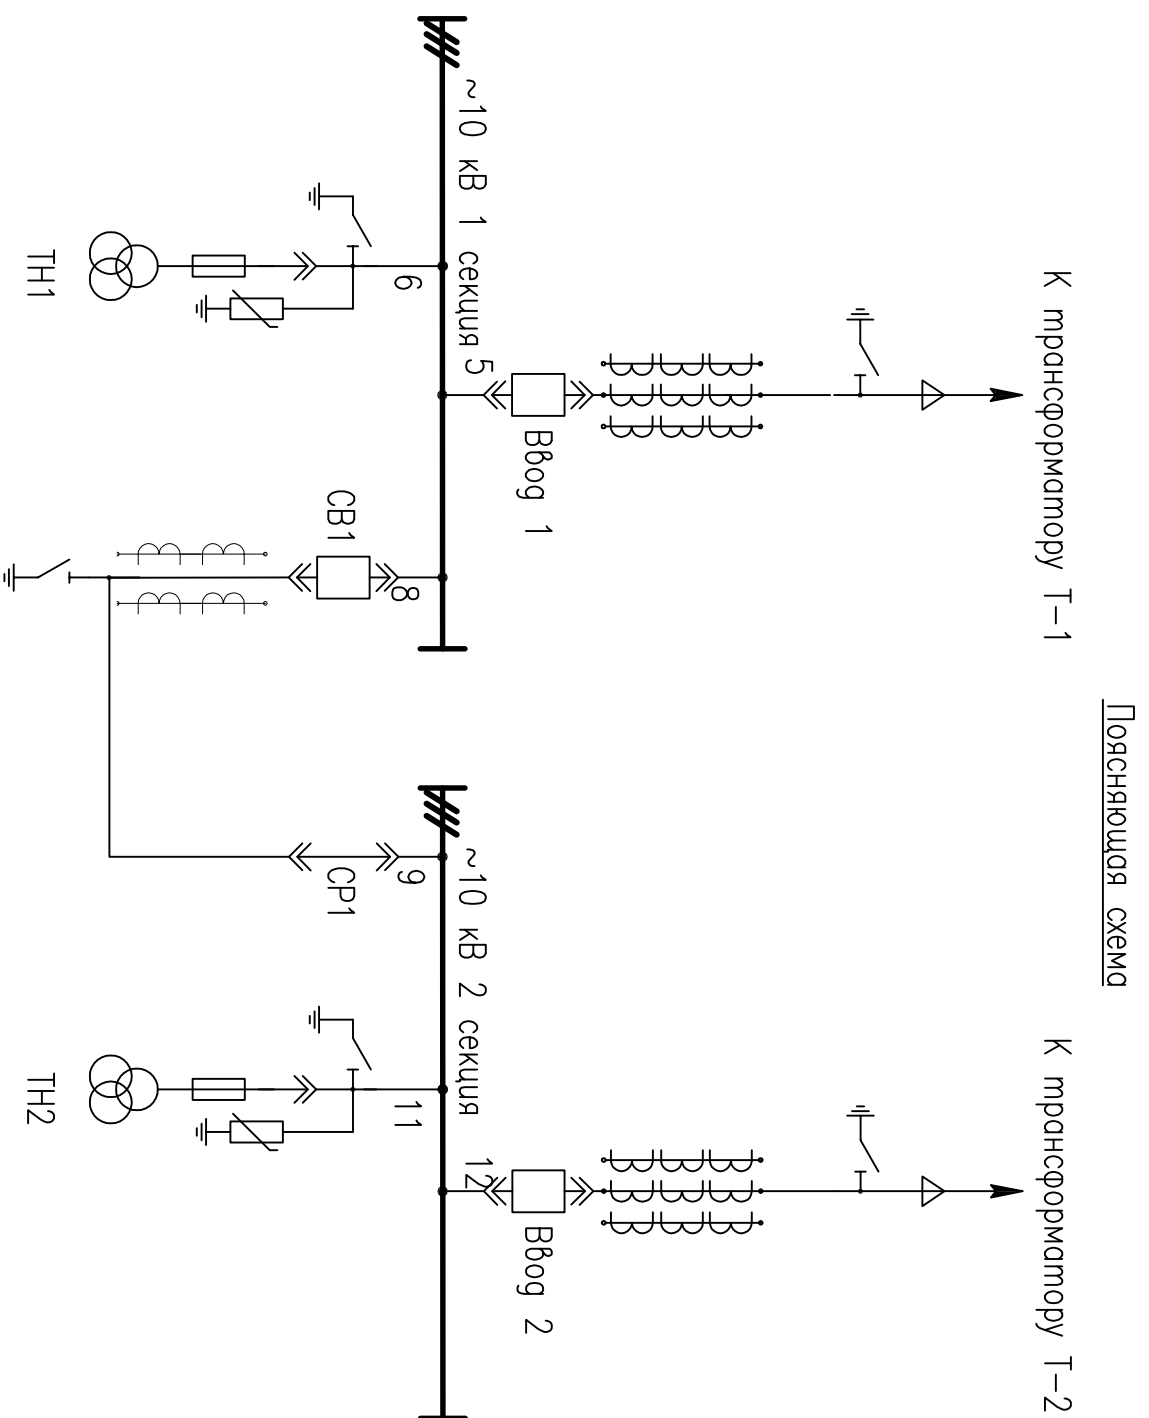 Поясняющая схема
К трансформатору Т-1
К трансформатору Т-2
Ввод 1
Ввод 2
5
12
~10 кВ 1 секция
~10 кВ 2 секция
6
8
9
11
СВ1
СР1
ТН1
ТН2